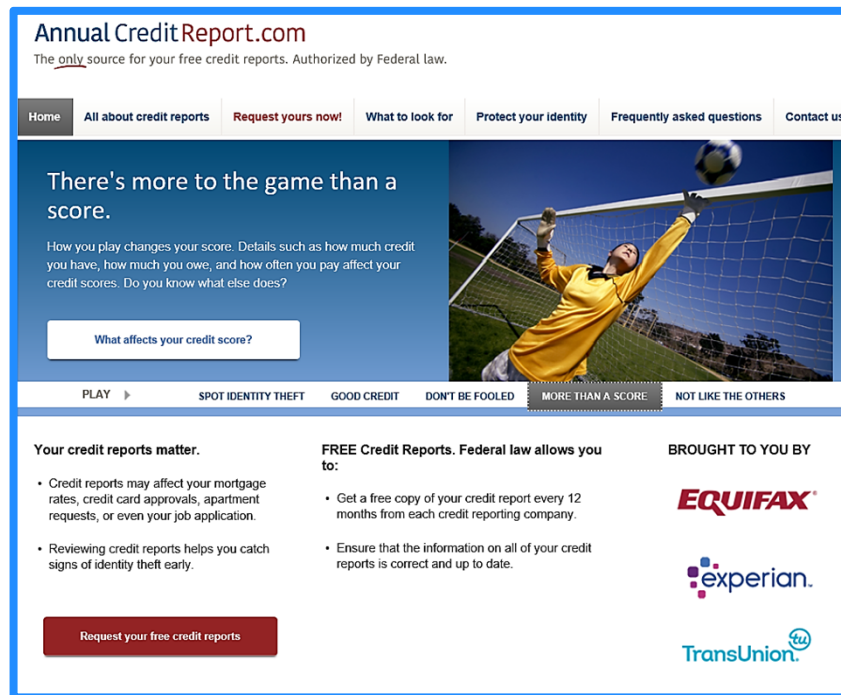 AnnualCreditReport.com
The only source for your free credit reports. Authorized by Federal law.
Home All about credit reports Request yours now! What to look for Protect your identity Frequently asked questions Contact us
There's more to the game than a
score.
How you play changes your score. Details such as how much credit
you have, how much you owe, and how often you pay affect your
credit scores. Do you know what else does?
What affects your credit score?
PLAY SPOT IDENTITY THEFT GOOD CREDIT DON'T BE FOOLED MORE THAN A SCORE NOT LIKE THE OTHERS
Your credit reports matter.
• Credit reports may affect your mortgage
rates, credit card approvals, apartment
requests, or even your job application.
• Reviewing credit reports helps you catch
signs of identity theft early.
Request your free credit reports
FREE Credit Reports. Federal law allows you
to:
• Get a free copy of your credit report every 12
months from each credit reporting company.
• Ensure that the information on all of your credit
reports is correct and up to date.
BROUGHT TO YOU BY
EQUIFAX
experian.
TransUnion.
tu